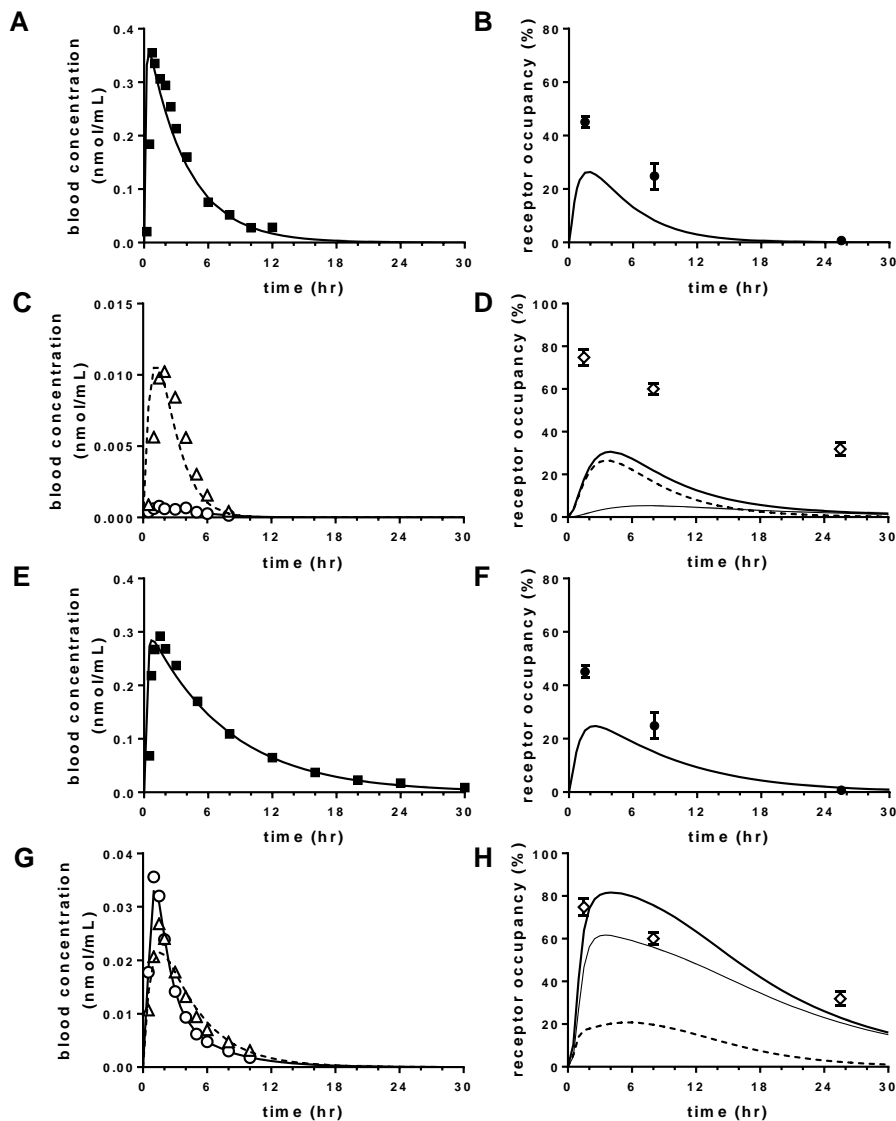 A
blood concentration
(nmol/mL)
0.4
0.3
0.2
0.1
0.0
0 6 12 18 24 30
time (hr)
B
receptor occupancy (%)
80
60
40
20
0
0 6 12 18 24 30
time (hr)
C
blood concentration
(nmol/mL)
0.015
0.010
0.005
0.000
0 6 12 18 24 30
time (hr)
D
receptor occupancy (%)
100
80
60
40
20
0
0 6 12 18 24 30
time (hr)
E
blood concentration
(nmol/mL)
0.4
0.3
0.2
0.1
0.0
0 6 12 18 24 30
time (hr)
F
receptor occupancy (%)
80
60
40
20
0
0 6 12 18 24 30
time (hr)
G
blood concentration
(nmol/mL)
0.04
0.03
0.02
0.01
0.00
0 6 12 18 24 30
time (hr)
H
receptor occupancy (%)
100
80
60
40
20
0
0 6 12 18 24 30
time (hr)